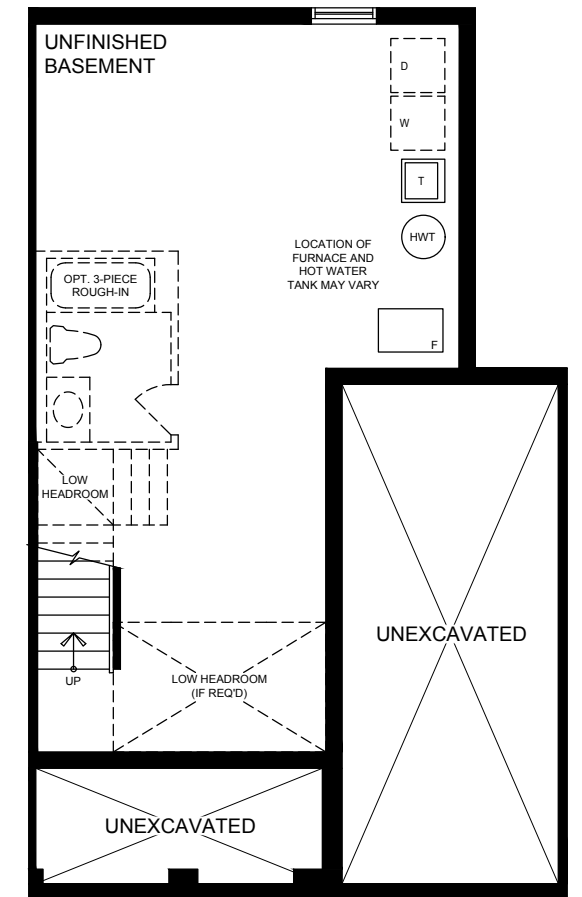 UNFINISHED
BASEMENT
D
W
T
HWT
LOCATION OF
FURNACE AND
HOT WATER
TANK MAY VARY
OPT. 3-PIECE
ROUGH-IN
F
LOW
HEADROOM
UP
LOW HEADROOM
(IF REQ'D)
UNEXCAVATED
UNEXCAVATED